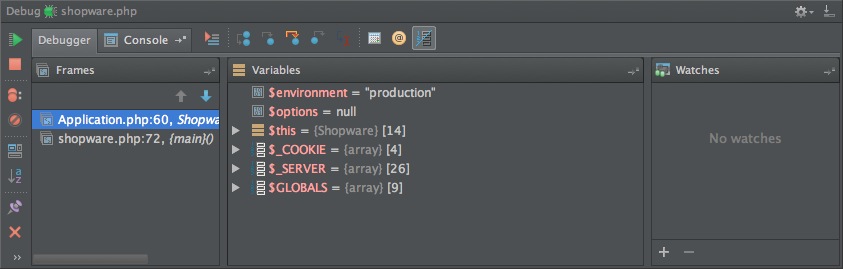 Debug shopware.php
Debugger Console
Frames
Application.php:60, Shopwa
shopware.php:72, {main}()
Variables
$environment = "production"
$options = null
$this = {Shopware} [14]
$_COOKIE = {array} [4]
$_SERVER = {array} [26]
$GLOBALS = {array} [9]
Watches
No watches